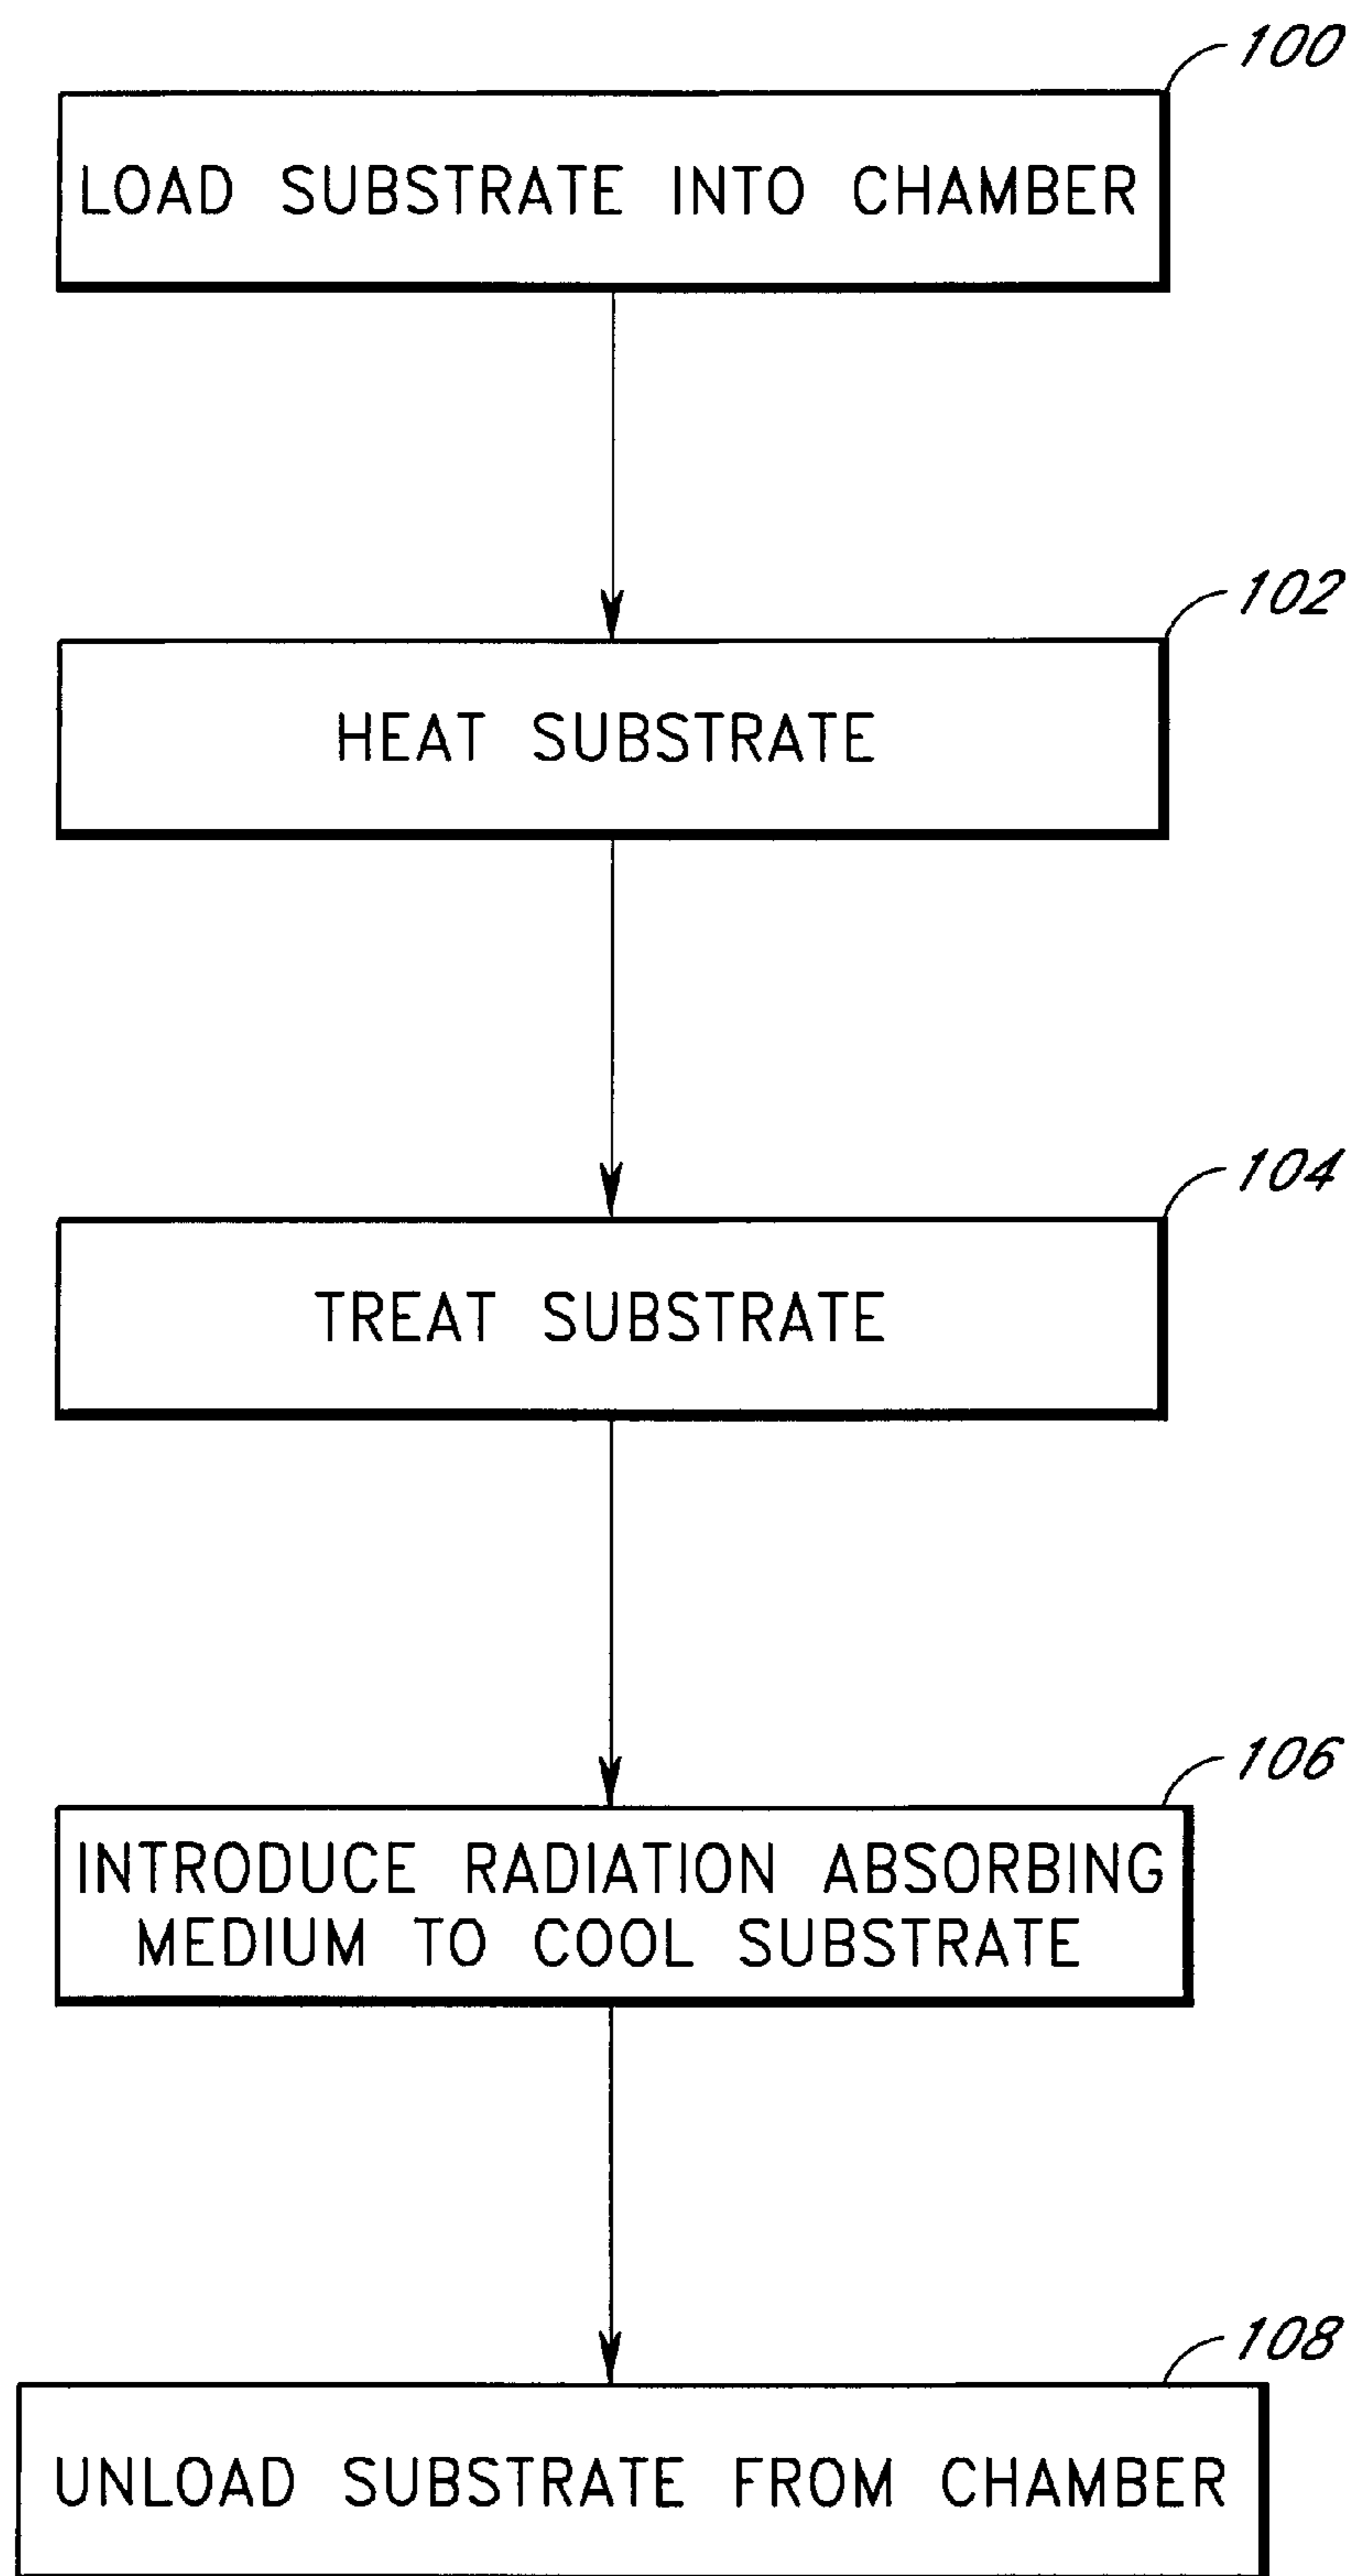 100
LOAD SUBSTRATE INTO CHAMBER
102
HEAT SUBSTRATE
104
TREAT SUBSTRATE
106
INTRODUCE RADIATION ABSORBING
MEDIUM TO COOL SUBSTRATE
108
UNLOAD SUBSTRATE FROM CHAMBER